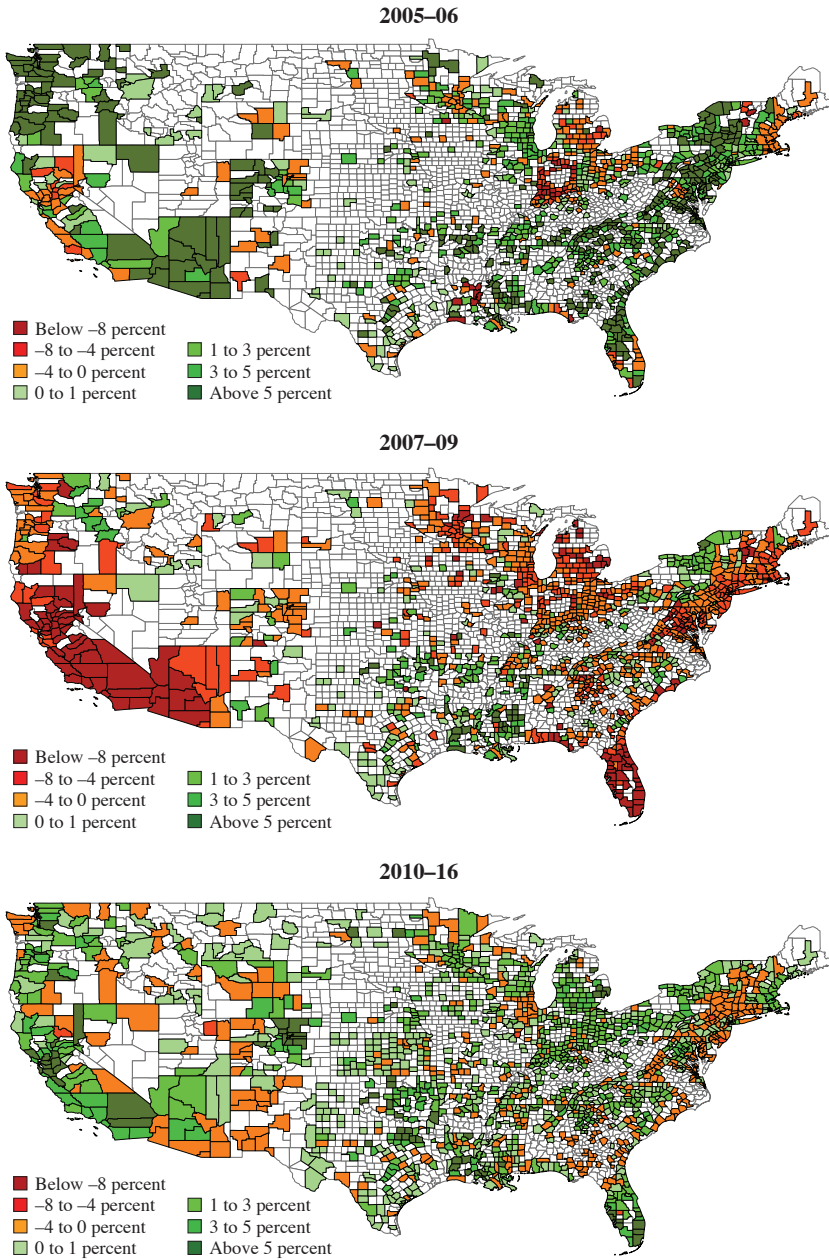 2005–06
Below –8 percent
–8 to –4 percent
1 to 3 percent
–4 to 0 percent
3 to 5 percent
0 to 1 percent
Above 5 percent
2007–09
Below –8 percent
–8 to –4 percent
1 to 3 percent
–4 to 0 percent
3 to 5 percent
0 to 1 percent
Above 5 percent
2010–16
Below –8 percent
–8 to –4 percent
1 to 3 percent
–4 to 0 percent
3 to 5 percent
0 to 1 percent
Above 5 percent